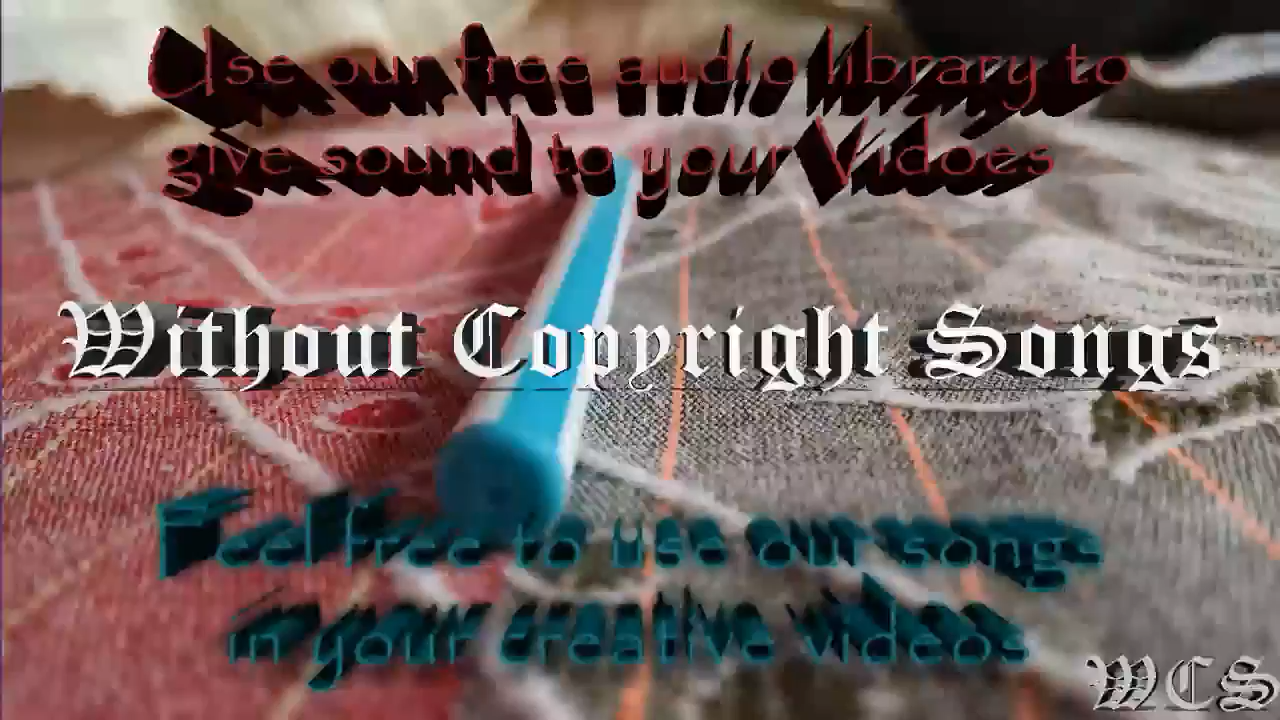 Use our free audio library to
give sound to your Vidoes
Without Copyright Songs
Feel free to use our songs
in your creative videos
WCS